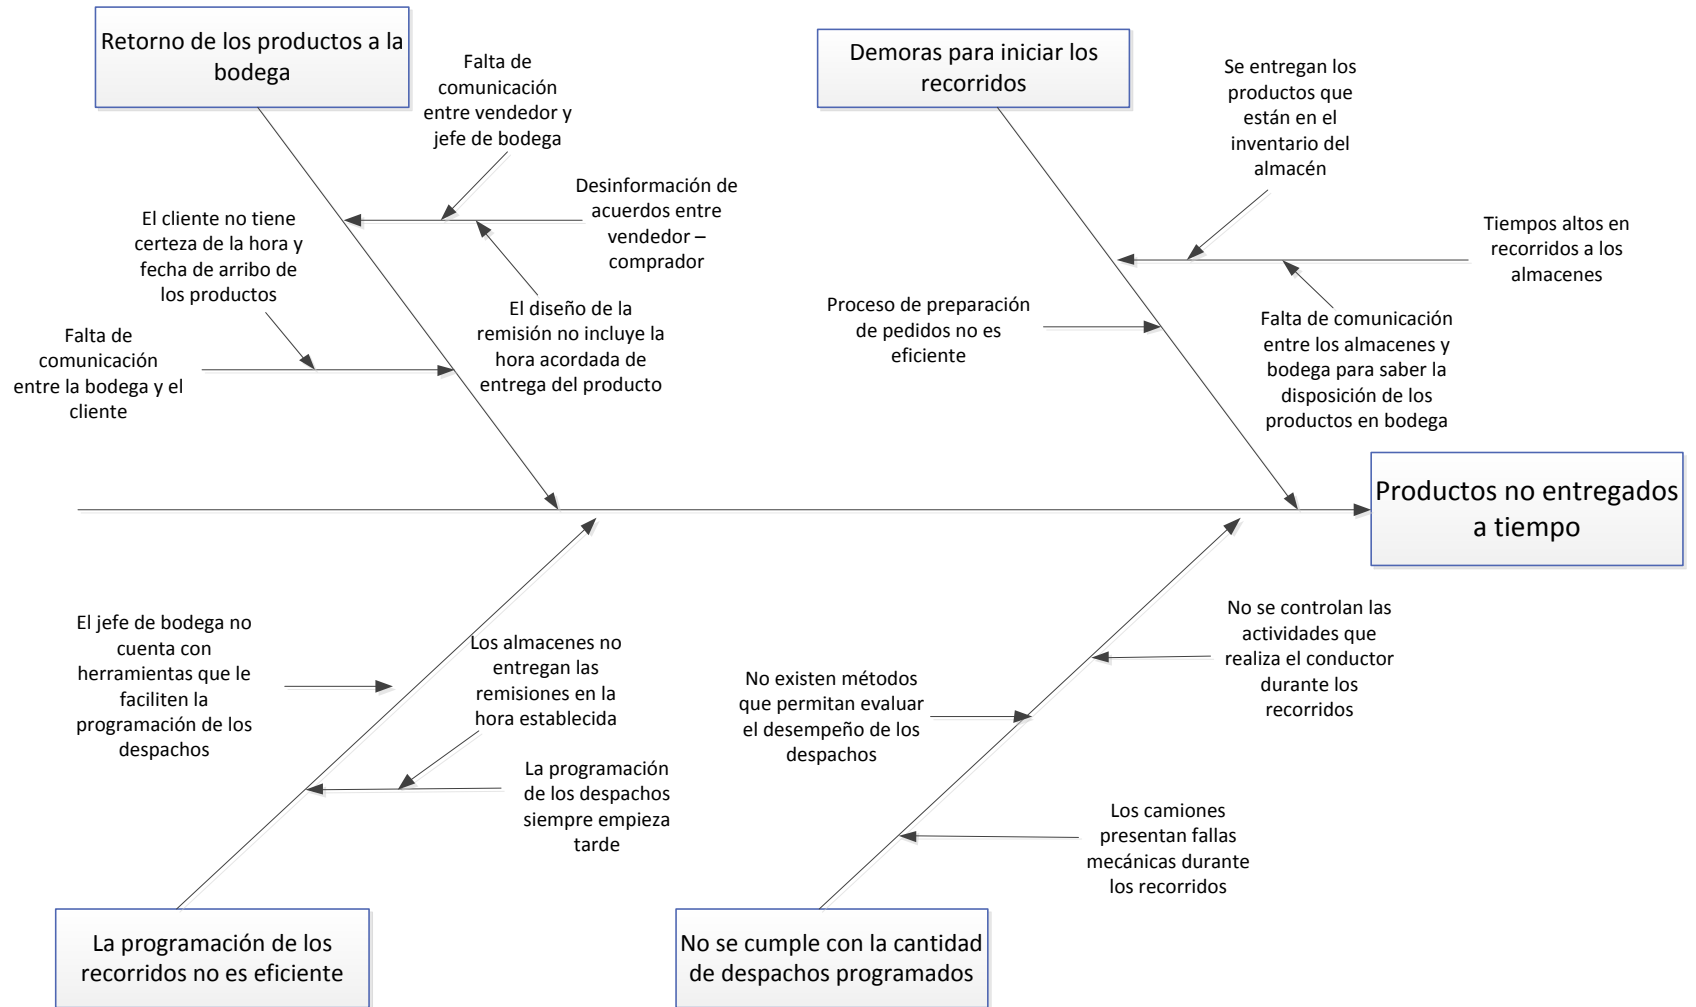 Retorno de los productos a la
bodega
Falta de
comunicación
entre vendedor y
jefe de bodega
Desinformación de
acuerdos entre
vendedor –
comprador
El cliente no tiene
certeza de la hora y
fecha de arribo de
los productos
El diseño de la
remisión no incluye la
hora acordada de
entrega del producto
Falta de
comunicación
entre la bodega y el
cliente
Demoras para iniciar los
recorridos
Se entregan los
productos que
están en el
inventario del
almacén
Tiempos altos en
recorridos a los
almacenes
Proceso de preparación
de pedidos no es
eficiente
Falta de comunicación
entre los almacenes y
bodega para saber la
disposición de los
productos en bodega
Productos no entregados
a tiempo
El jefe de bodega no
cuenta con
herramientas que le
faciliten la
programación de los
despachos
Los almacenes no
entregan las
remisiones en la
hora establecida
La programación
de los despachos
siempre empieza
tarde
La programación de los
recorridos no es eficiente
No se controlan las
actividades que
realiza el conductor
durante los
recorridos
No existen métodos
que permitan evaluar
el desempeño de los
despachos
Los camiones
presentan fallas
mecánicas durante
los recorridos
No se cumple con la cantidad
de despachos programados